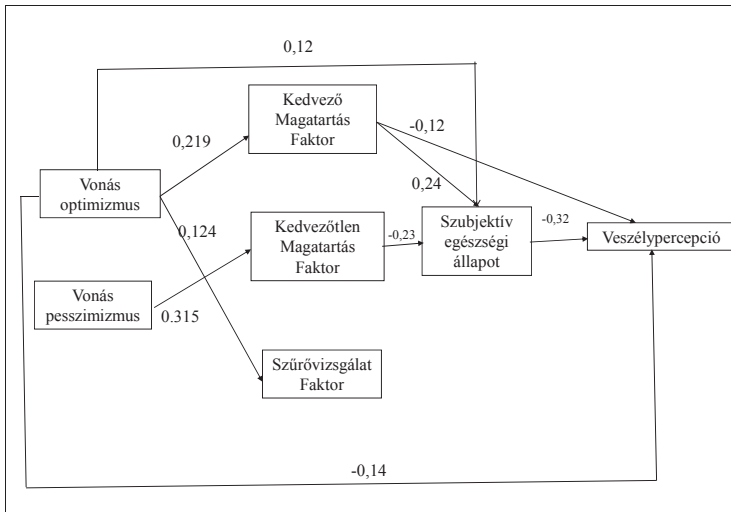 0,12
Kedvező
Magatartás
Faktor
-0,12
0,219
0,24
Vonás
optimizmus
0,124
Kedvezőtlen
Magatartás
Faktor
-0,23
Szubjektív
egészségi
állapot
-0,32
Veszélypercepció
Vonás
pesszimizmus
0.315
Szűrővizsgálat
Faktor
-0,14